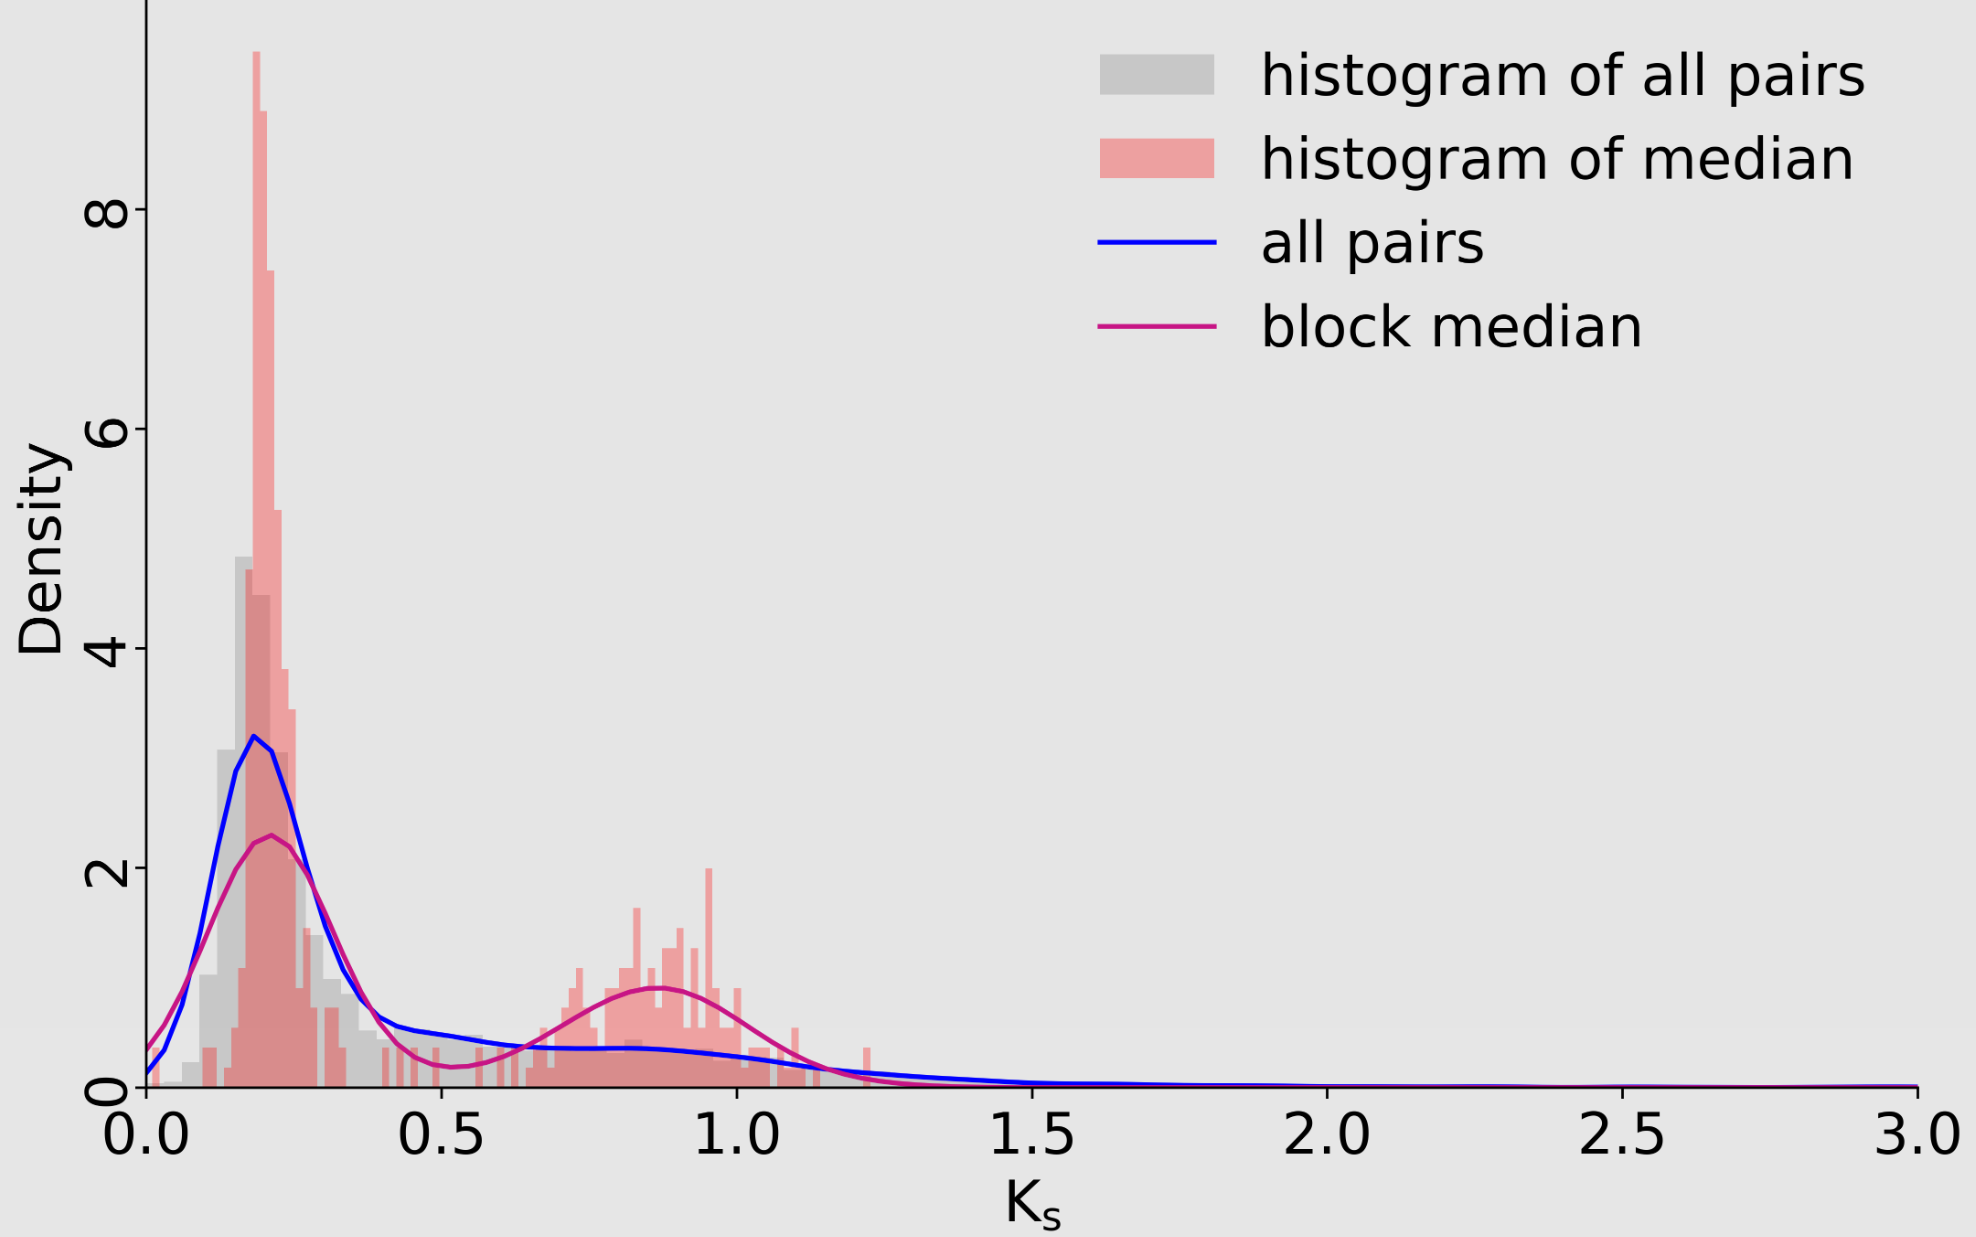 histogram of all pairs
histogram of median
all pairs
block median
Density
8
6
4
2
0
0.0 0.5 1.0 1.5 2.0 2.5 3.0
Ks